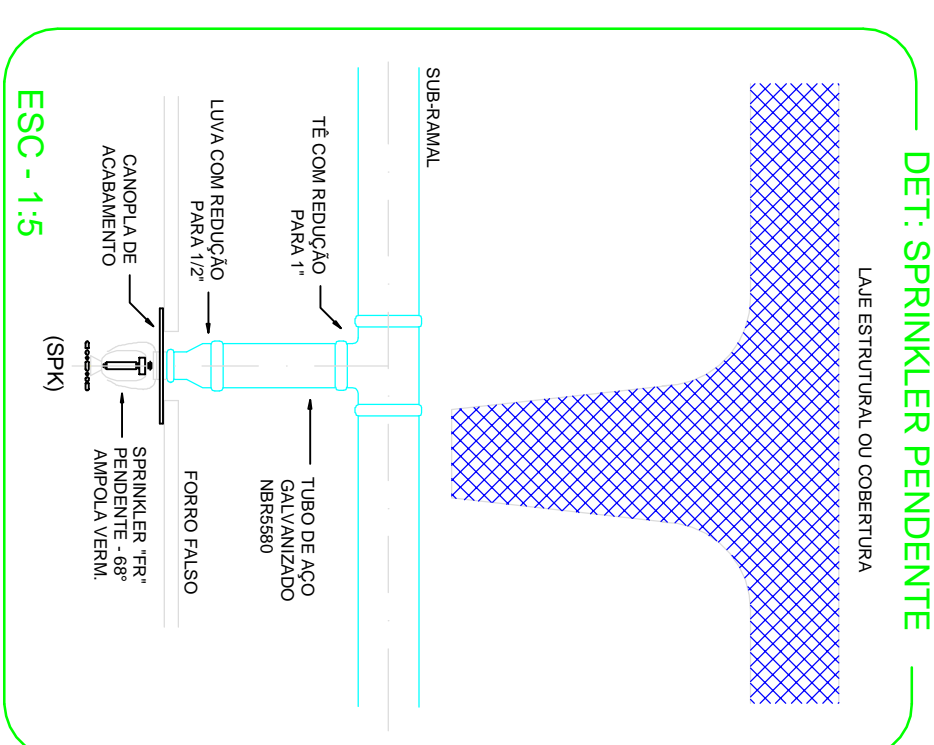 DET: SPRINKLER PENDENTE
LAJE ESTRUTURAL OU COBERTURA
SUB-RAMAL
TÊ COM REDUÇÃO
PARA 1"
TUBO DE AÇO
GALVANIZADO
NBR5580
LUVA COM REDUÇÃO
PARA 1/2"
FORRO FALSO
CANOPLA DE
ACABAMENTO
SPRINKLER "FR"
PENDENTE - 68°
AMPOLA VERM.
(SPK)
ESC - 1:5